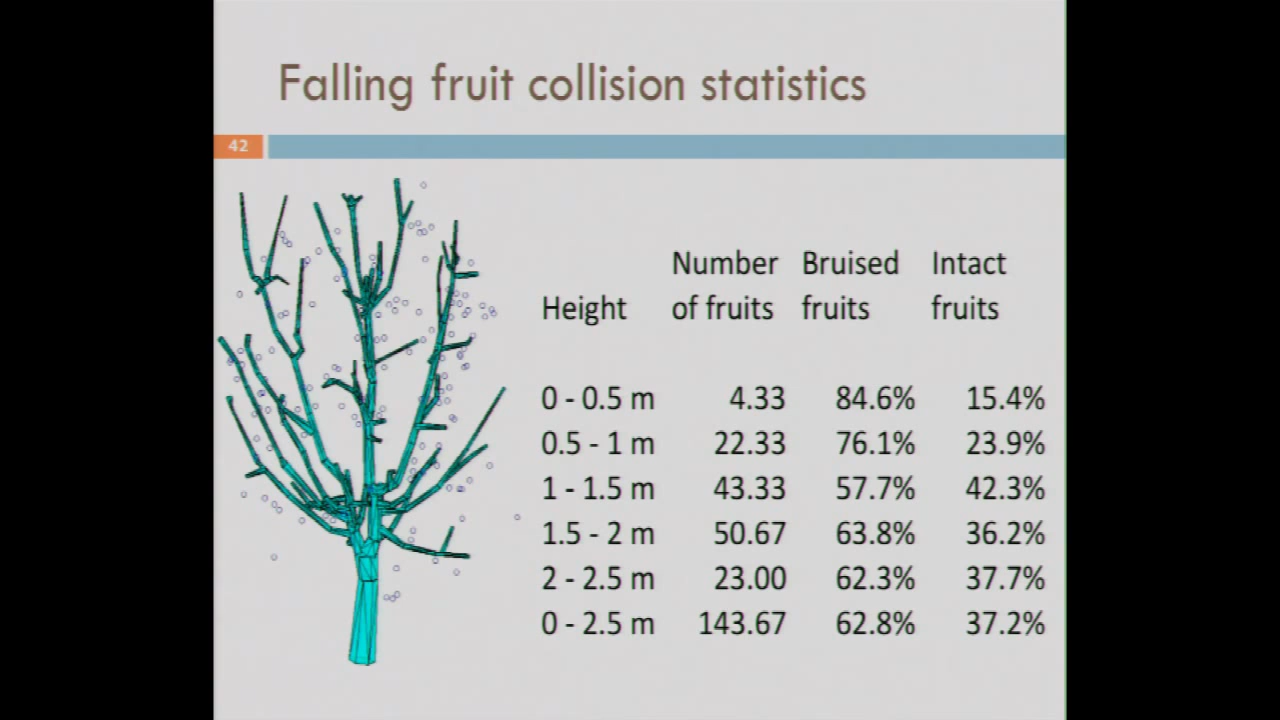 Falling fruit collision statistics
42
Number Bruised Intact
Height of fruits fruits fruits
0 - 0.5 m 4.33 84.6% 15.4%
0.5 - 1 m 22.33 76.1% 23.9%
1 - 1.5 m 43.33 57.7% 42.3%
1.5 - 2 m 50.67 63.8% 36.2%
2 - 2.5 m 23.00 62.3% 37.7%
0 - 2.5 m 143.67 62.8% 37.2%